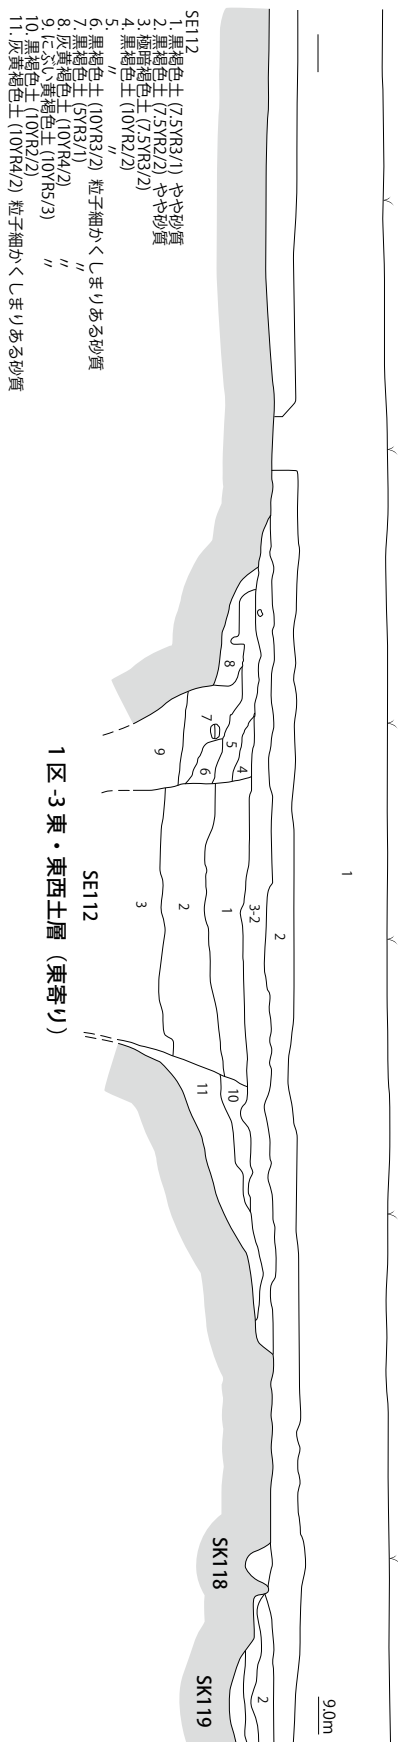 SE112
1. 黒褐色土 (7.5YR3/1) やや砂質
2. 黒褐色土 (7.5YR2/2) やや砂質
3. 極暗褐色土 (7.5YR3/2)
4. 黒褐色土 (10YR2/2)
5. 〃 〃
6. 黒褐色土 (10YR3/2) 粒子細かくしまりある砂質
7. 黒褐色土 (5YR3/1) 〃
8. 灰黄褐色土 (10YR4/2) 〃
9. にぶい黄褐色土 (10YR5/3) 〃
10. 黒褐色土 (10YR2/2)
11. 灰黄褐色土 (10YR4/2) 粒子細かくしまりある砂質
1
2
3-2
1
2
3
4
5
6
7
8
9
10
11
SE112
1区-3東・東西土層（東寄り）
SK118
SK119
2
9.0m